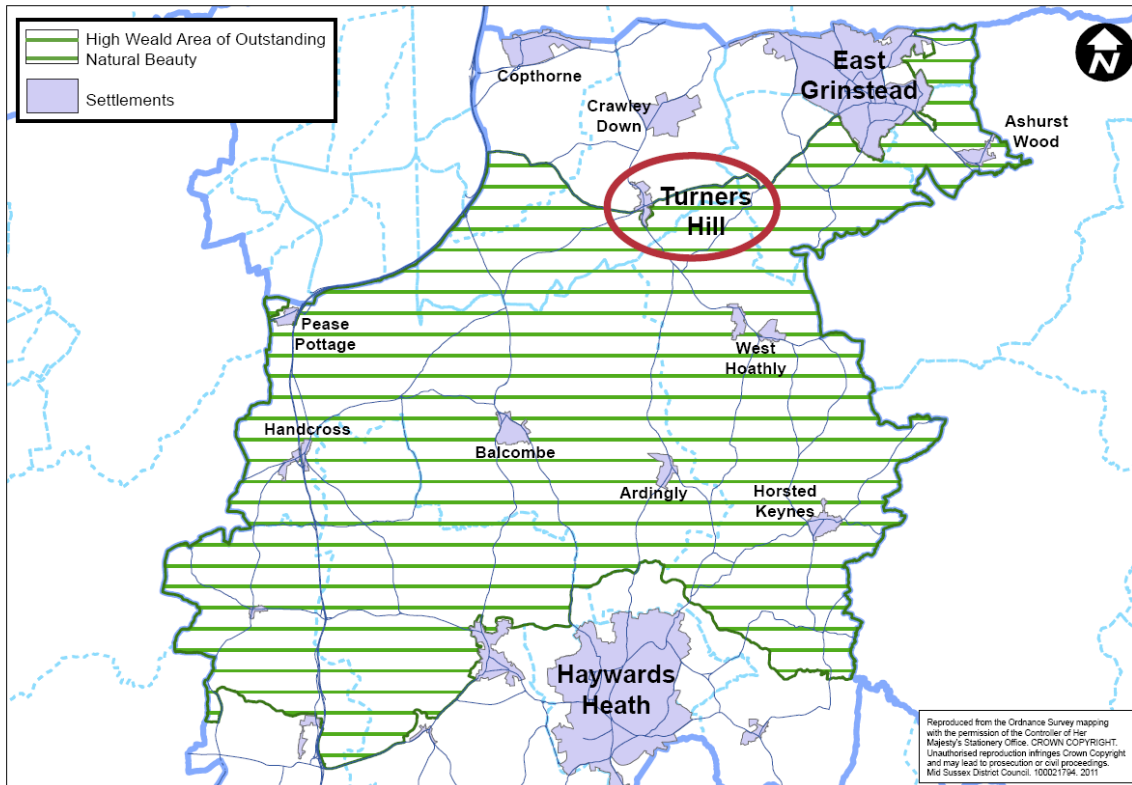 High Weald Area of Outstanding
Natural Beauty
Settlements
N
Copthorne
East
Grinstead
Crawley
Down
Ashurst
Wood
Turners
Hill
Pease
Pottage
West
Hoathly
Handcross
Balcombe
Ardingly
Horsted
Keynes
Haywards
Heath
Reproduced from the Ordnance Survey mapping
with the permission of the Controller of Her
Majesty's Stationery Office. CROWN COPYRIGHT.
Unauthorised reproduction infringes Crown Copyright
and may lead to prosecution or civil proceedings.
Mid Sussex District Council. 100021794. 2011